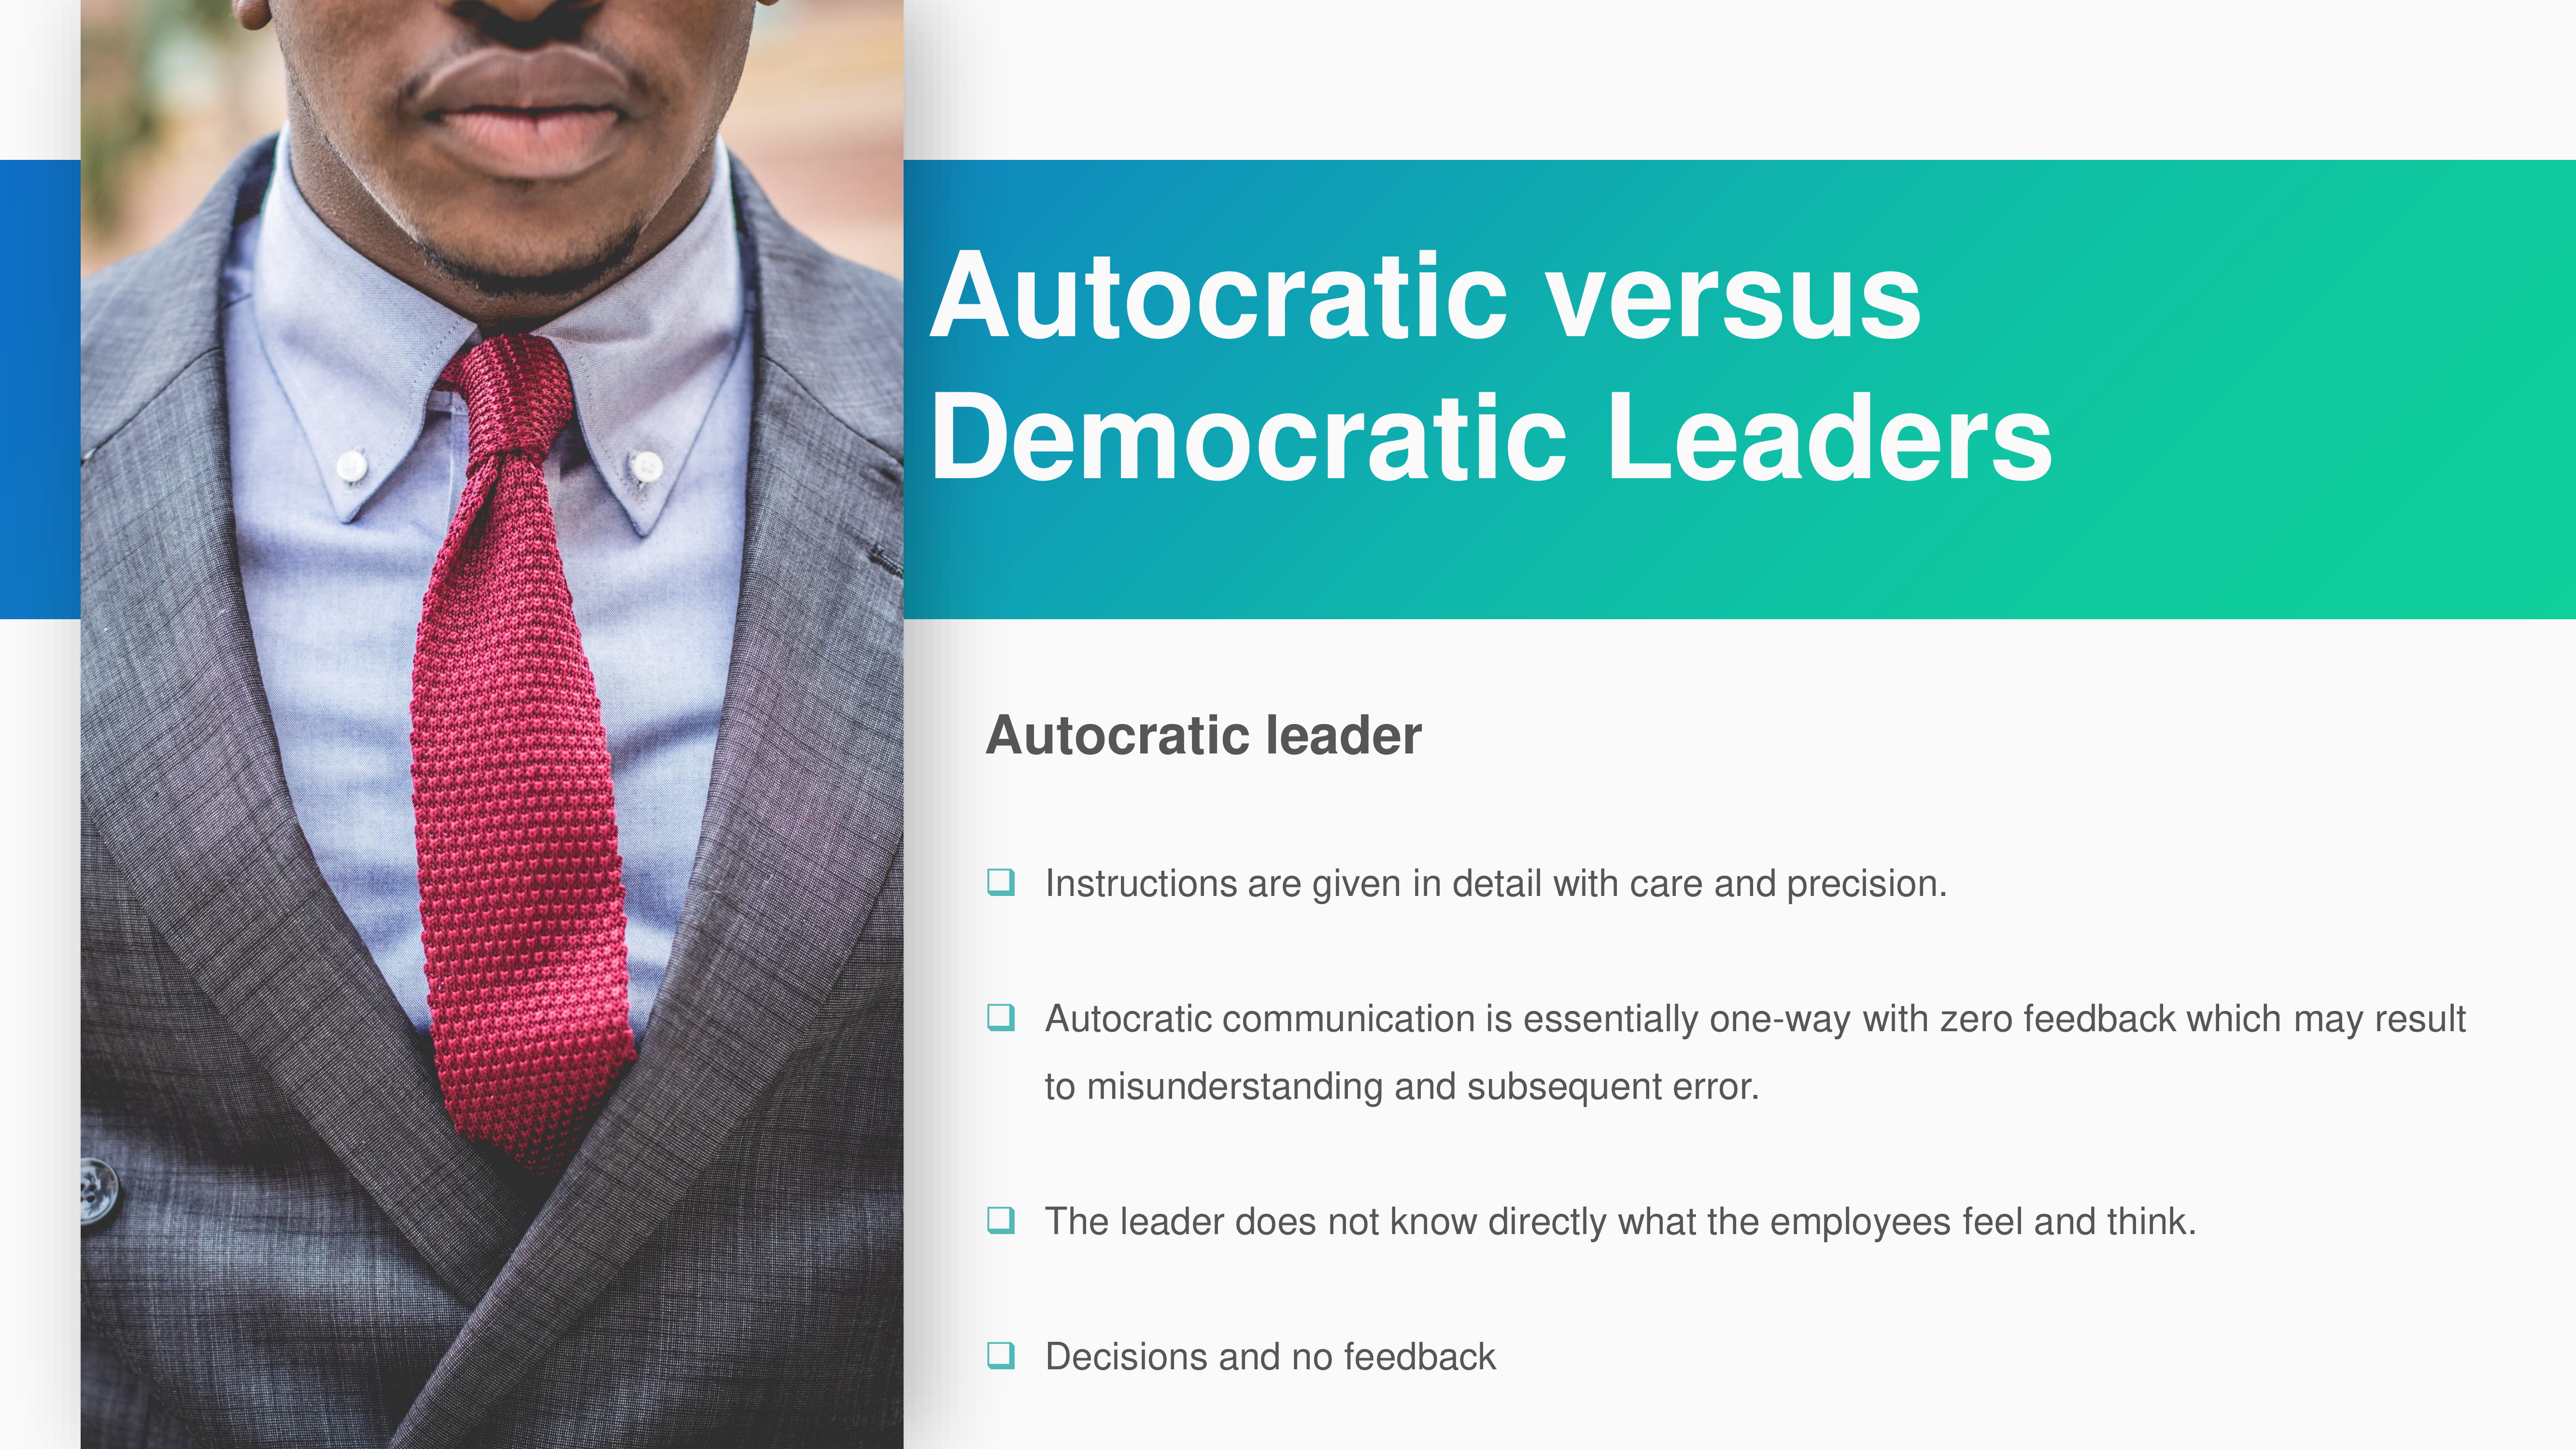 Autocratic versus
Democratic Leaders
Autocratic leader
❑ Instructions are given in detail with care and precision.
❑ Autocratic communication is essentially one-way with zero feedback which may result
to misunderstanding and subsequent error.
❑ The leader does not know directly what the employees feel and think.
❑ Decisions and no feedback